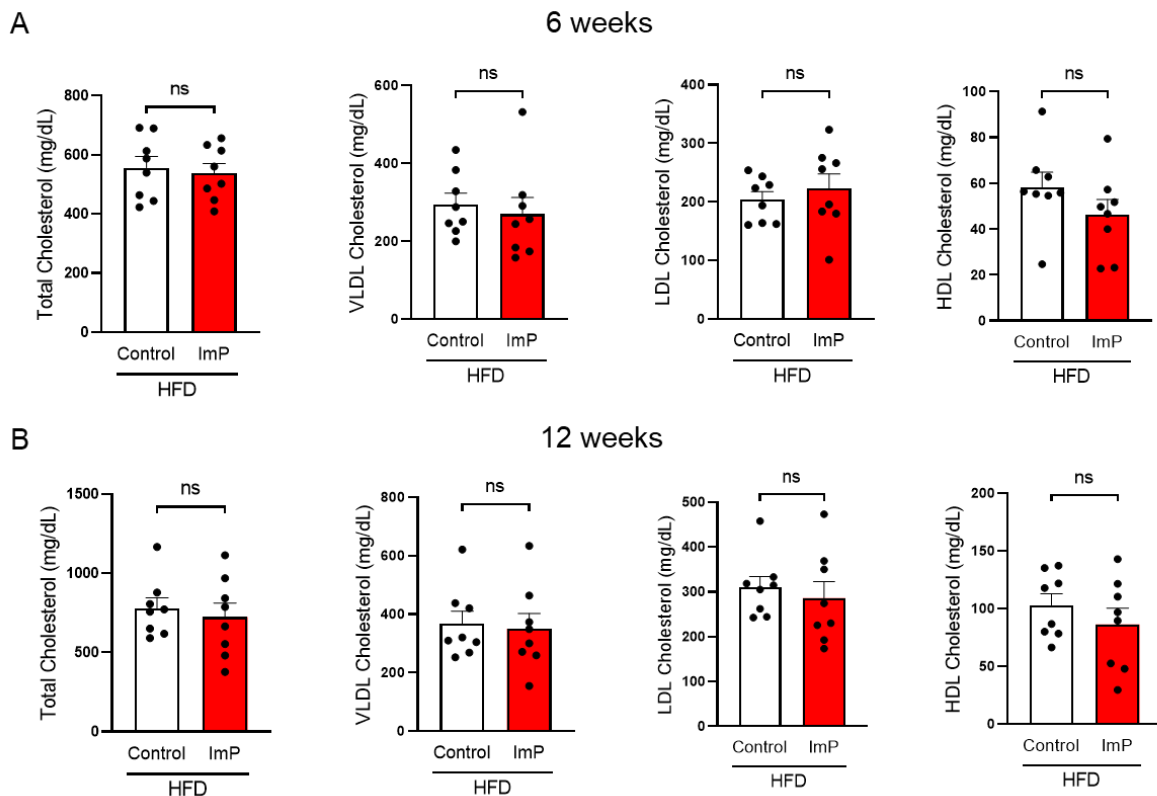 A
6 weeks
Total Cholesterol (mg/dL)
800
600
400
200
0
ns
Control
ImP
HFD
VLDL Cholesterol (mg/dL)
600
400
200
0
ns
Control
ImP
HFD
LDL Cholesterol (mg/dL)
400
300
200
100
0
ns
Control
ImP
HFD
HDL Cholesterol (mg/dL)
100
80
60
40
20
0
ns
Control
ImP
HFD
B
12 weeks
Total Cholesterol (mg/dL)
1500
1000
500
0
ns
Control
ImP
HFD
VLDL Cholesterol (mg/dL)
800
600
400
200
0
ns
Control
ImP
HFD
LDL Cholesterol (mg/dL)
500
400
300
200
100
0
ns
Control
ImP
HFD
HDL Cholesterol (mg/dL)
200
150
100
50
0
ns
Control
ImP
HFD